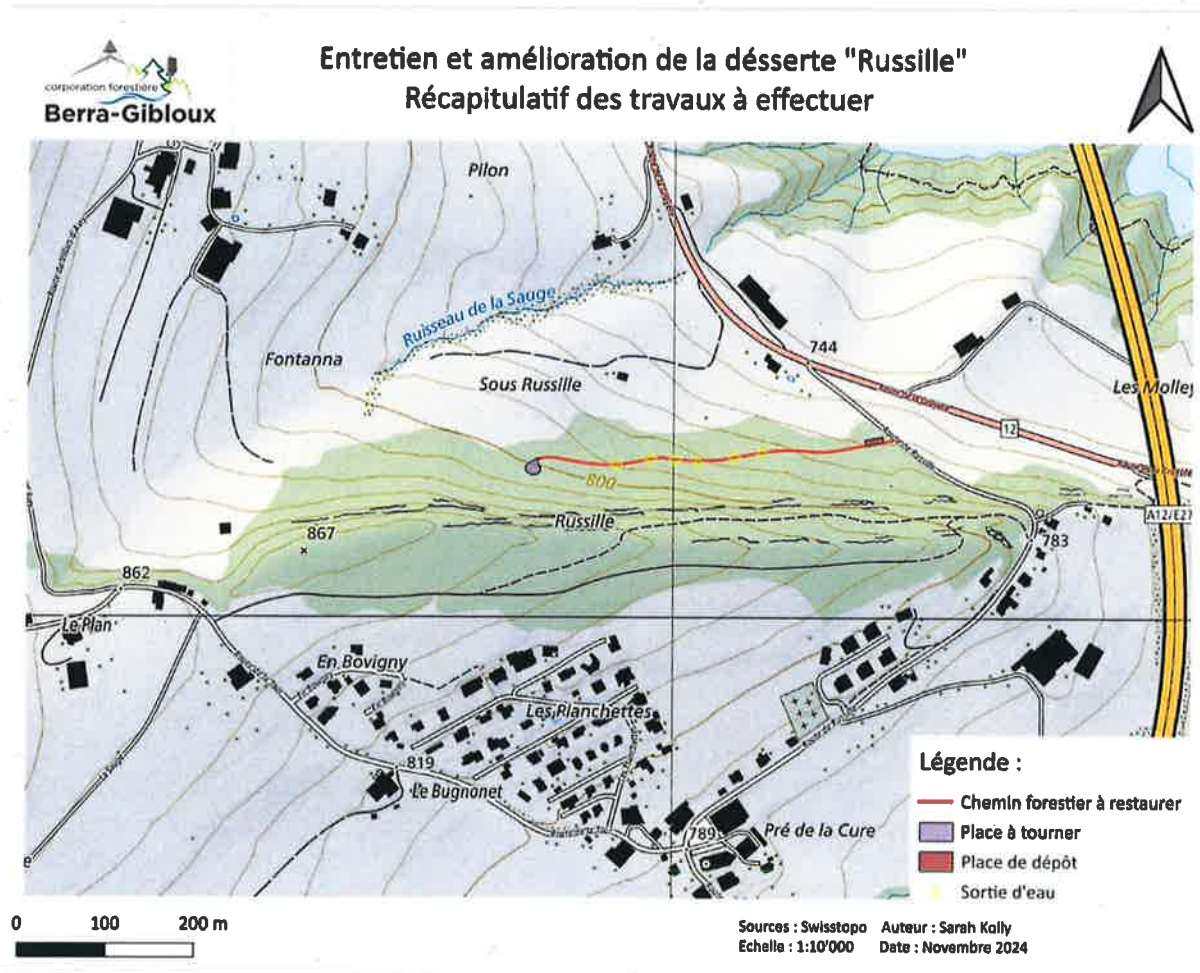 corporation forestière
Berra-Gibloux
Entretien et amélioration de la désserte "Russille"
Récapitulatif des travaux à effectuer
Pilon
Ruisseau de la Sauge
Fontanna
Sous Russille
744
Les Molley
12
800
Russille
867
A12/E27
783
862
Le Plan
En Bovigny
Les Planchettes
819
Le Bugnonet
789
Pré de la Cure
Légende :
Chemin forestier à restaurer
Place à tourner
Place de dépôt
Sortie d'eau
0 100 200 m
Sources : Swisstopo Auteur : Sarah Kolly
Echelle : 1:10'000 Date : Novembre 2024